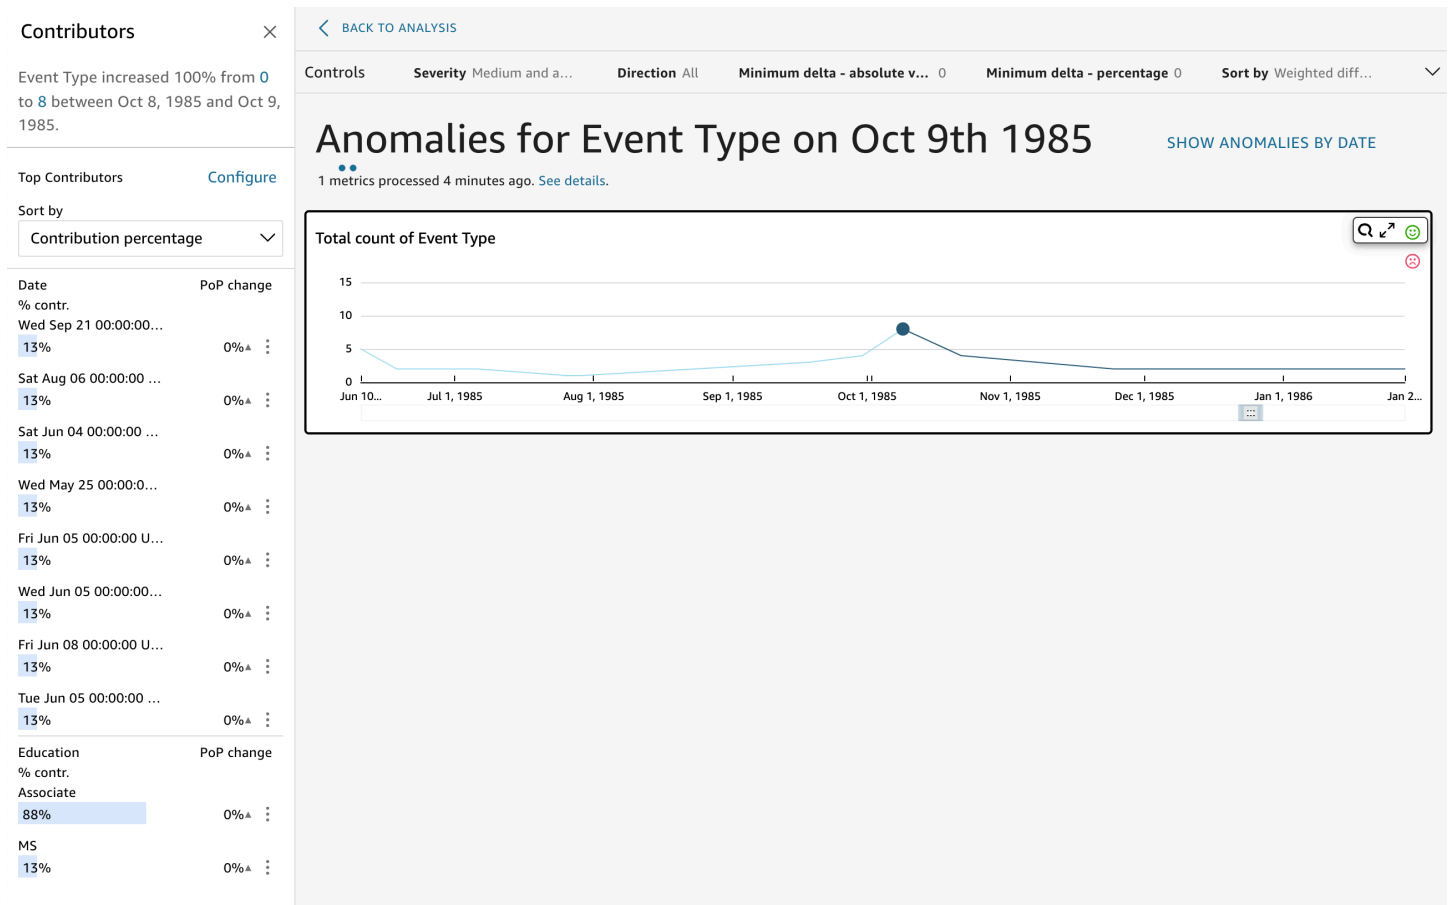 Contributors
Event Type increased 100% from 0
to 8 between Oct 8, 1985 and Oct 9,
1985.
Top Contributors Configure
Sort by
Contribution percentage
Date PoP change
% contr.
Wed Sep 21 00:00:00...
13% 0%▲
Sat Aug 06 00:00:00 ...
13% 0%▲
Sat Jun 04 00:00:00 ...
13% 0%▲
Wed May 25 00:00:0...
13% 0%▲
Fri Jun 05 00:00:00 U...
13% 0%▲
Wed Jun 05 00:00:00...
13% 0%▲
Fri Jun 08 00:00:00 U...
13% 0%▲
Tue Jun 05 00:00:00 ...
13% 0%▲
Education PoP change
% contr.
Associate
88% 0%▲
MS
13% 0%▲
BACK TO ANALYSIS
Controls Severity Medium and a... Direction All Minimum delta - absolute v... 0 Minimum delta - percentage 0 Sort by Weighted diff...
Anomalies for Event Type on Oct 9th 1985 SHOW ANOMALIES BY DATE
1 metrics processed 4 minutes ago. See details.
Total count of Event Type
15
10
5
0
Jun 10... Jul 1, 1985 Aug 1, 1985 Sep 1, 1985 Oct 1, 1985 Nov 1, 1985 Dec 1, 1985 Jan 1, 1986 Jan 2...